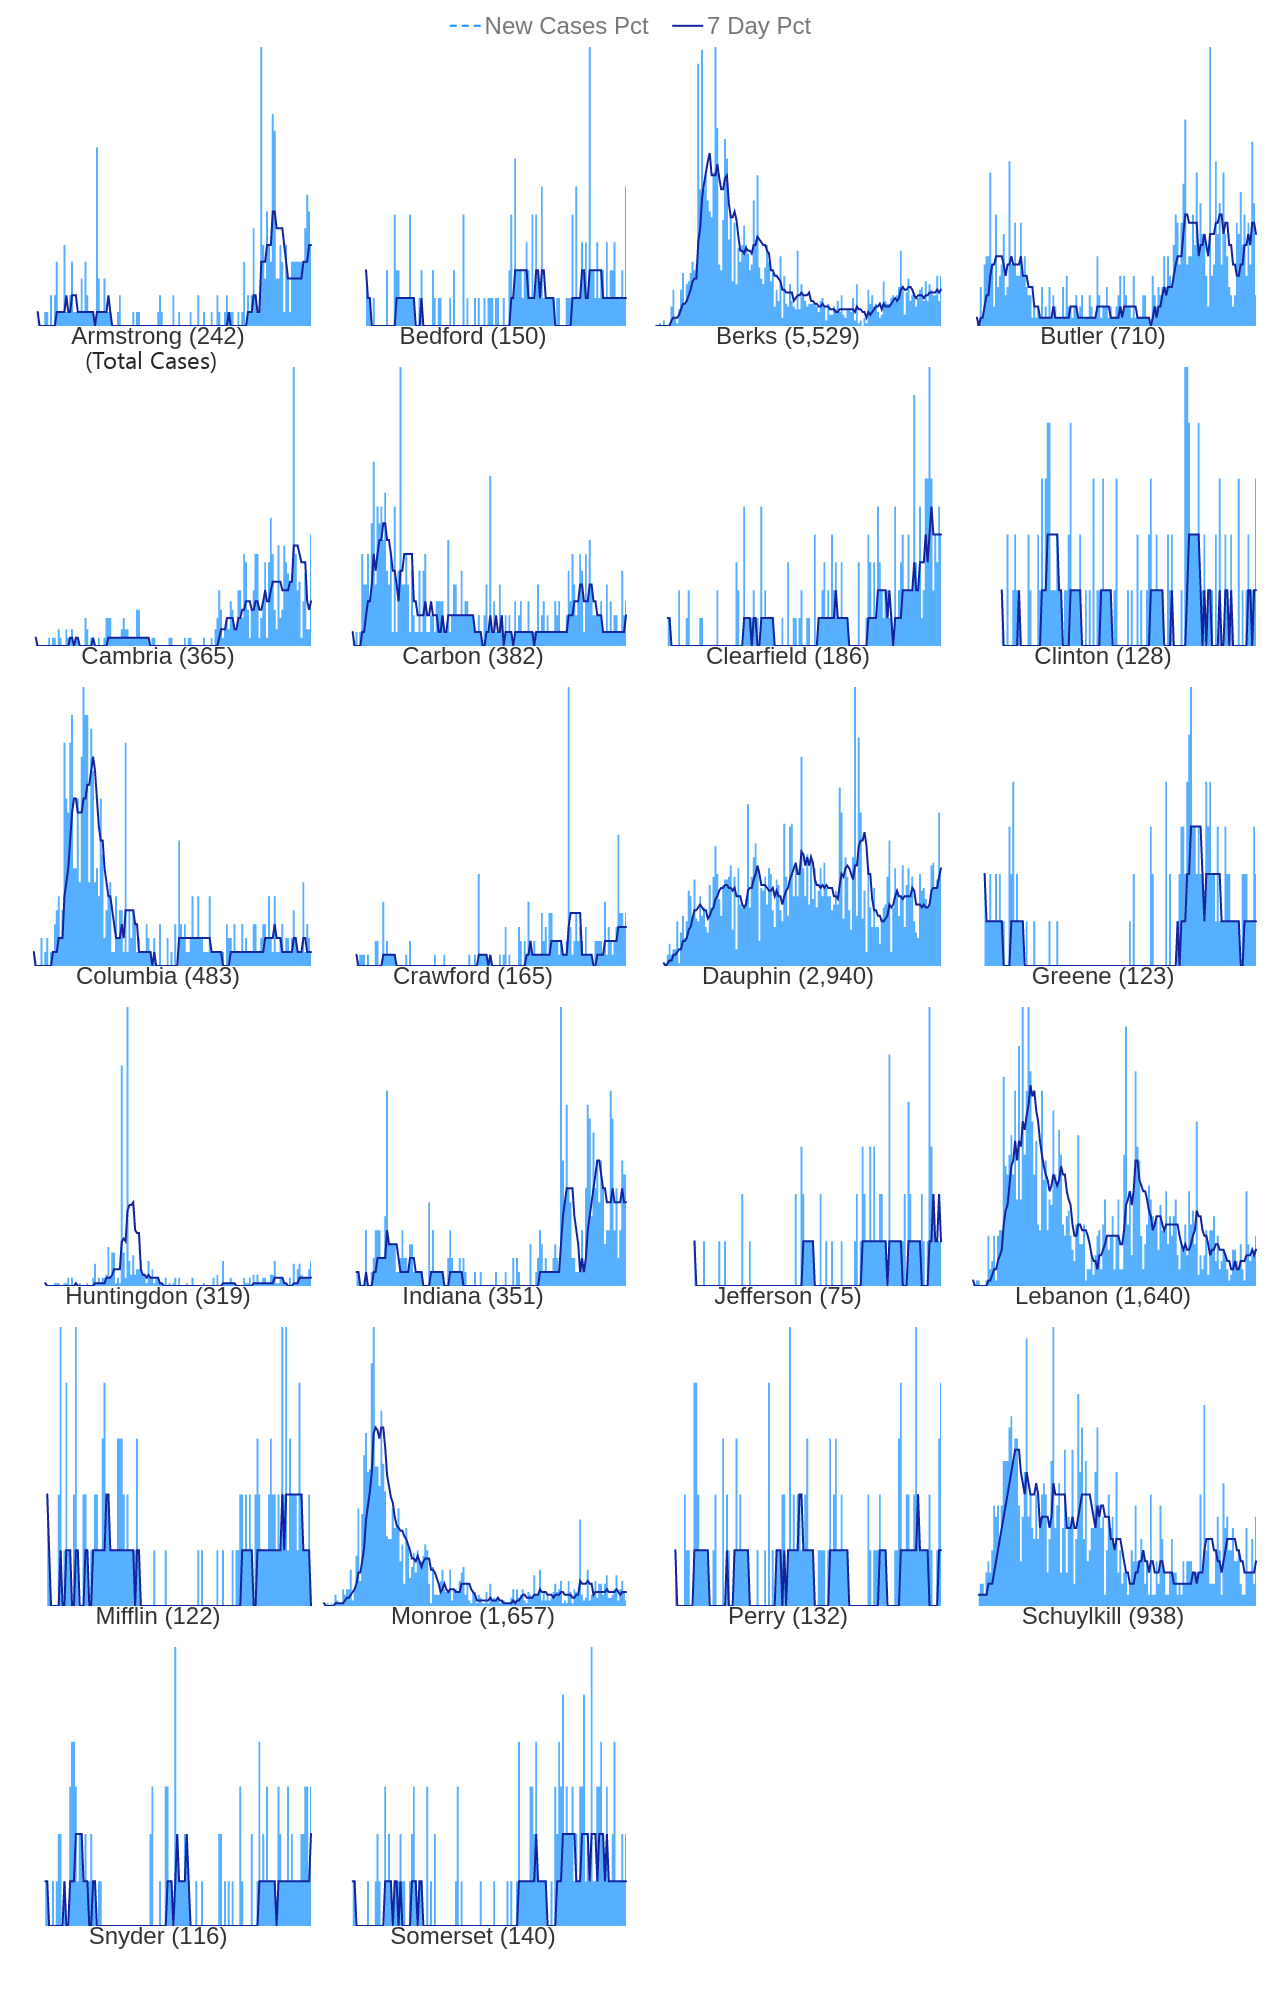 New Cases Pct 7 Day Pct
Armstrong (242) Bedford (150) Berks (5,529) Butler (710)
(Total Cases)
Cambria (365) Carbon (382) Clearfield (186) Clinton (128)
Columbia (483) Crawford (165) Dauphin (2,940) Greene (123)
Huntingdon (319) Indiana (351) Jefferson (75) Lebanon (1,640)
Mifflin (122) Monroe (1,657) Perry (132) Schuylkill (938)
Snyder (116) Somerset (140)